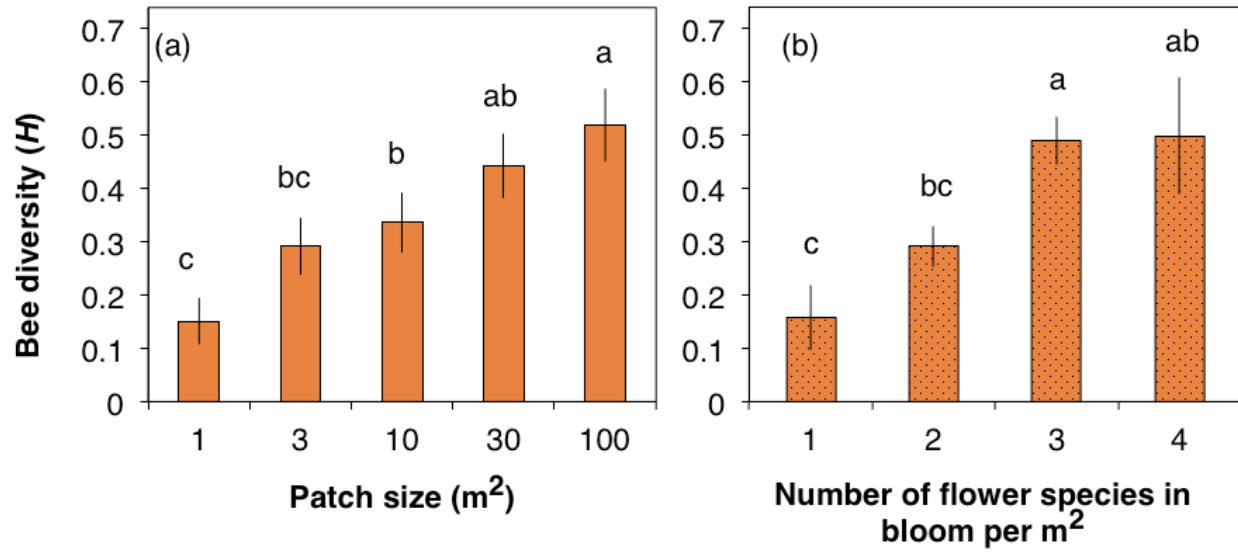 Bee diversity (H)
(a)
0.7
0.6
0.5
0.4
0.3
0.2
0.1
0
c
bc
b
ab
a
1 3 10 30 100
Patch size (m²)
(b)
0.7
0.6
0.5
0.4
0.3
0.2
0.1
0
c
bc
a
ab
1 2 3 4
Number of flower species in
bloom per m²